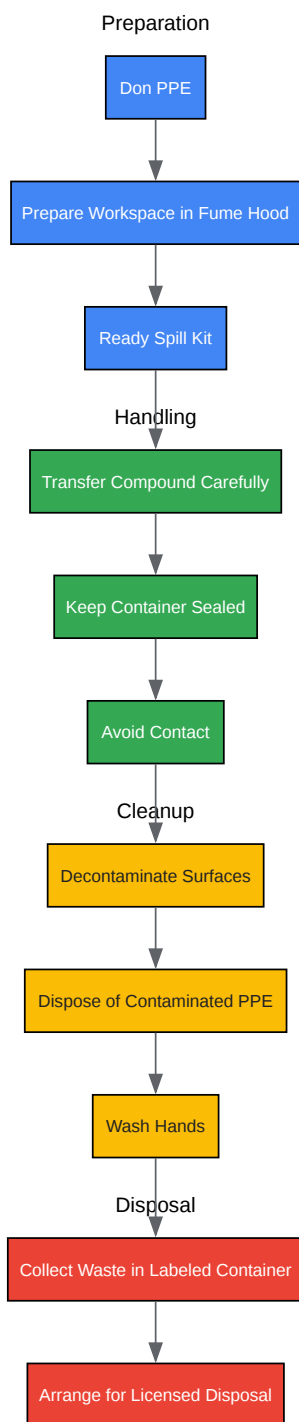 Preparation
Don PPE
Prepare Workspace in Fume Hood
Ready Spill Kit
Handling
Transfer Compound Carefully
Keep Container Sealed
Avoid Contact
Cleanup
Decontaminate Surfaces
Dispose of Contaminated PPE
Wash Hands
Disposal
Collect Waste in Labeled Container
Arrange for Licensed Disposal